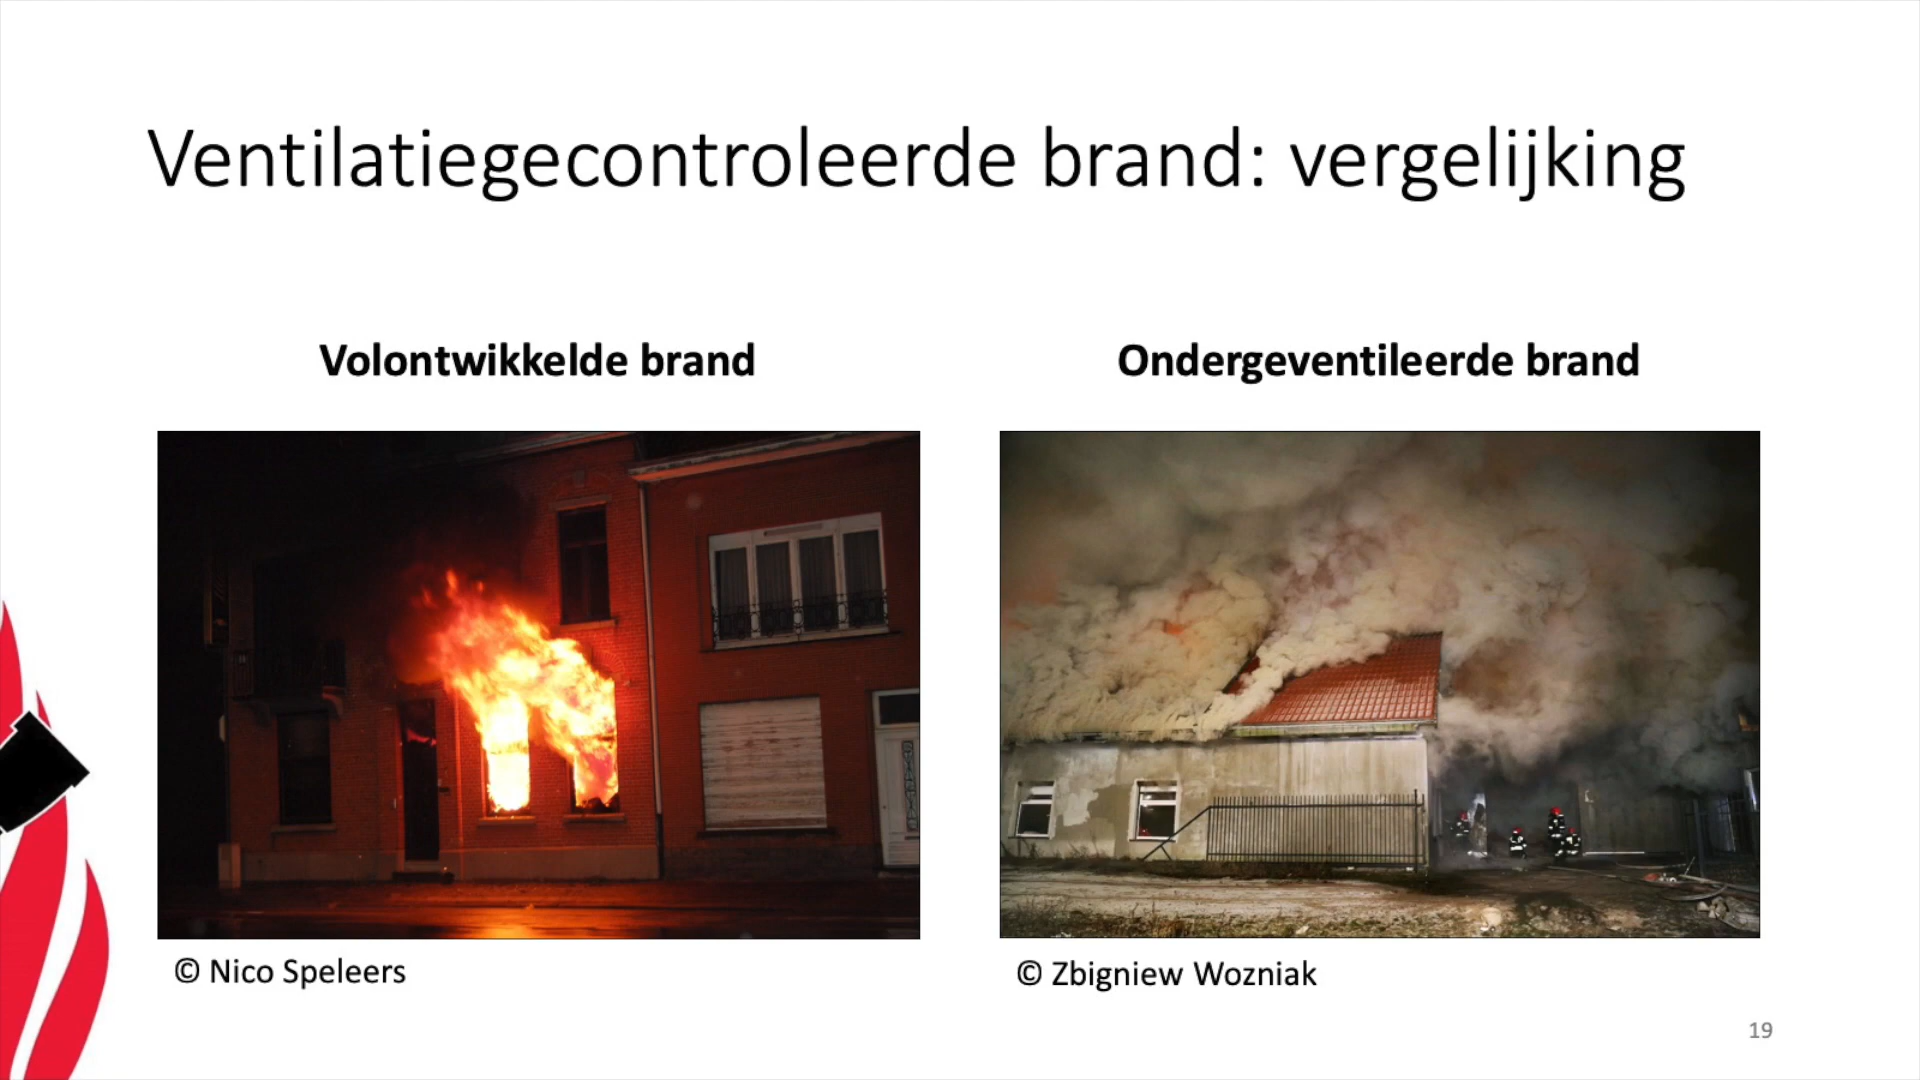 Ventilatiegecontroleerde brand: vergelijking
Volontwikkelde brand
Ondergeventileerde brand
© Nico Speleers
© Zbigniew Wozniak
19